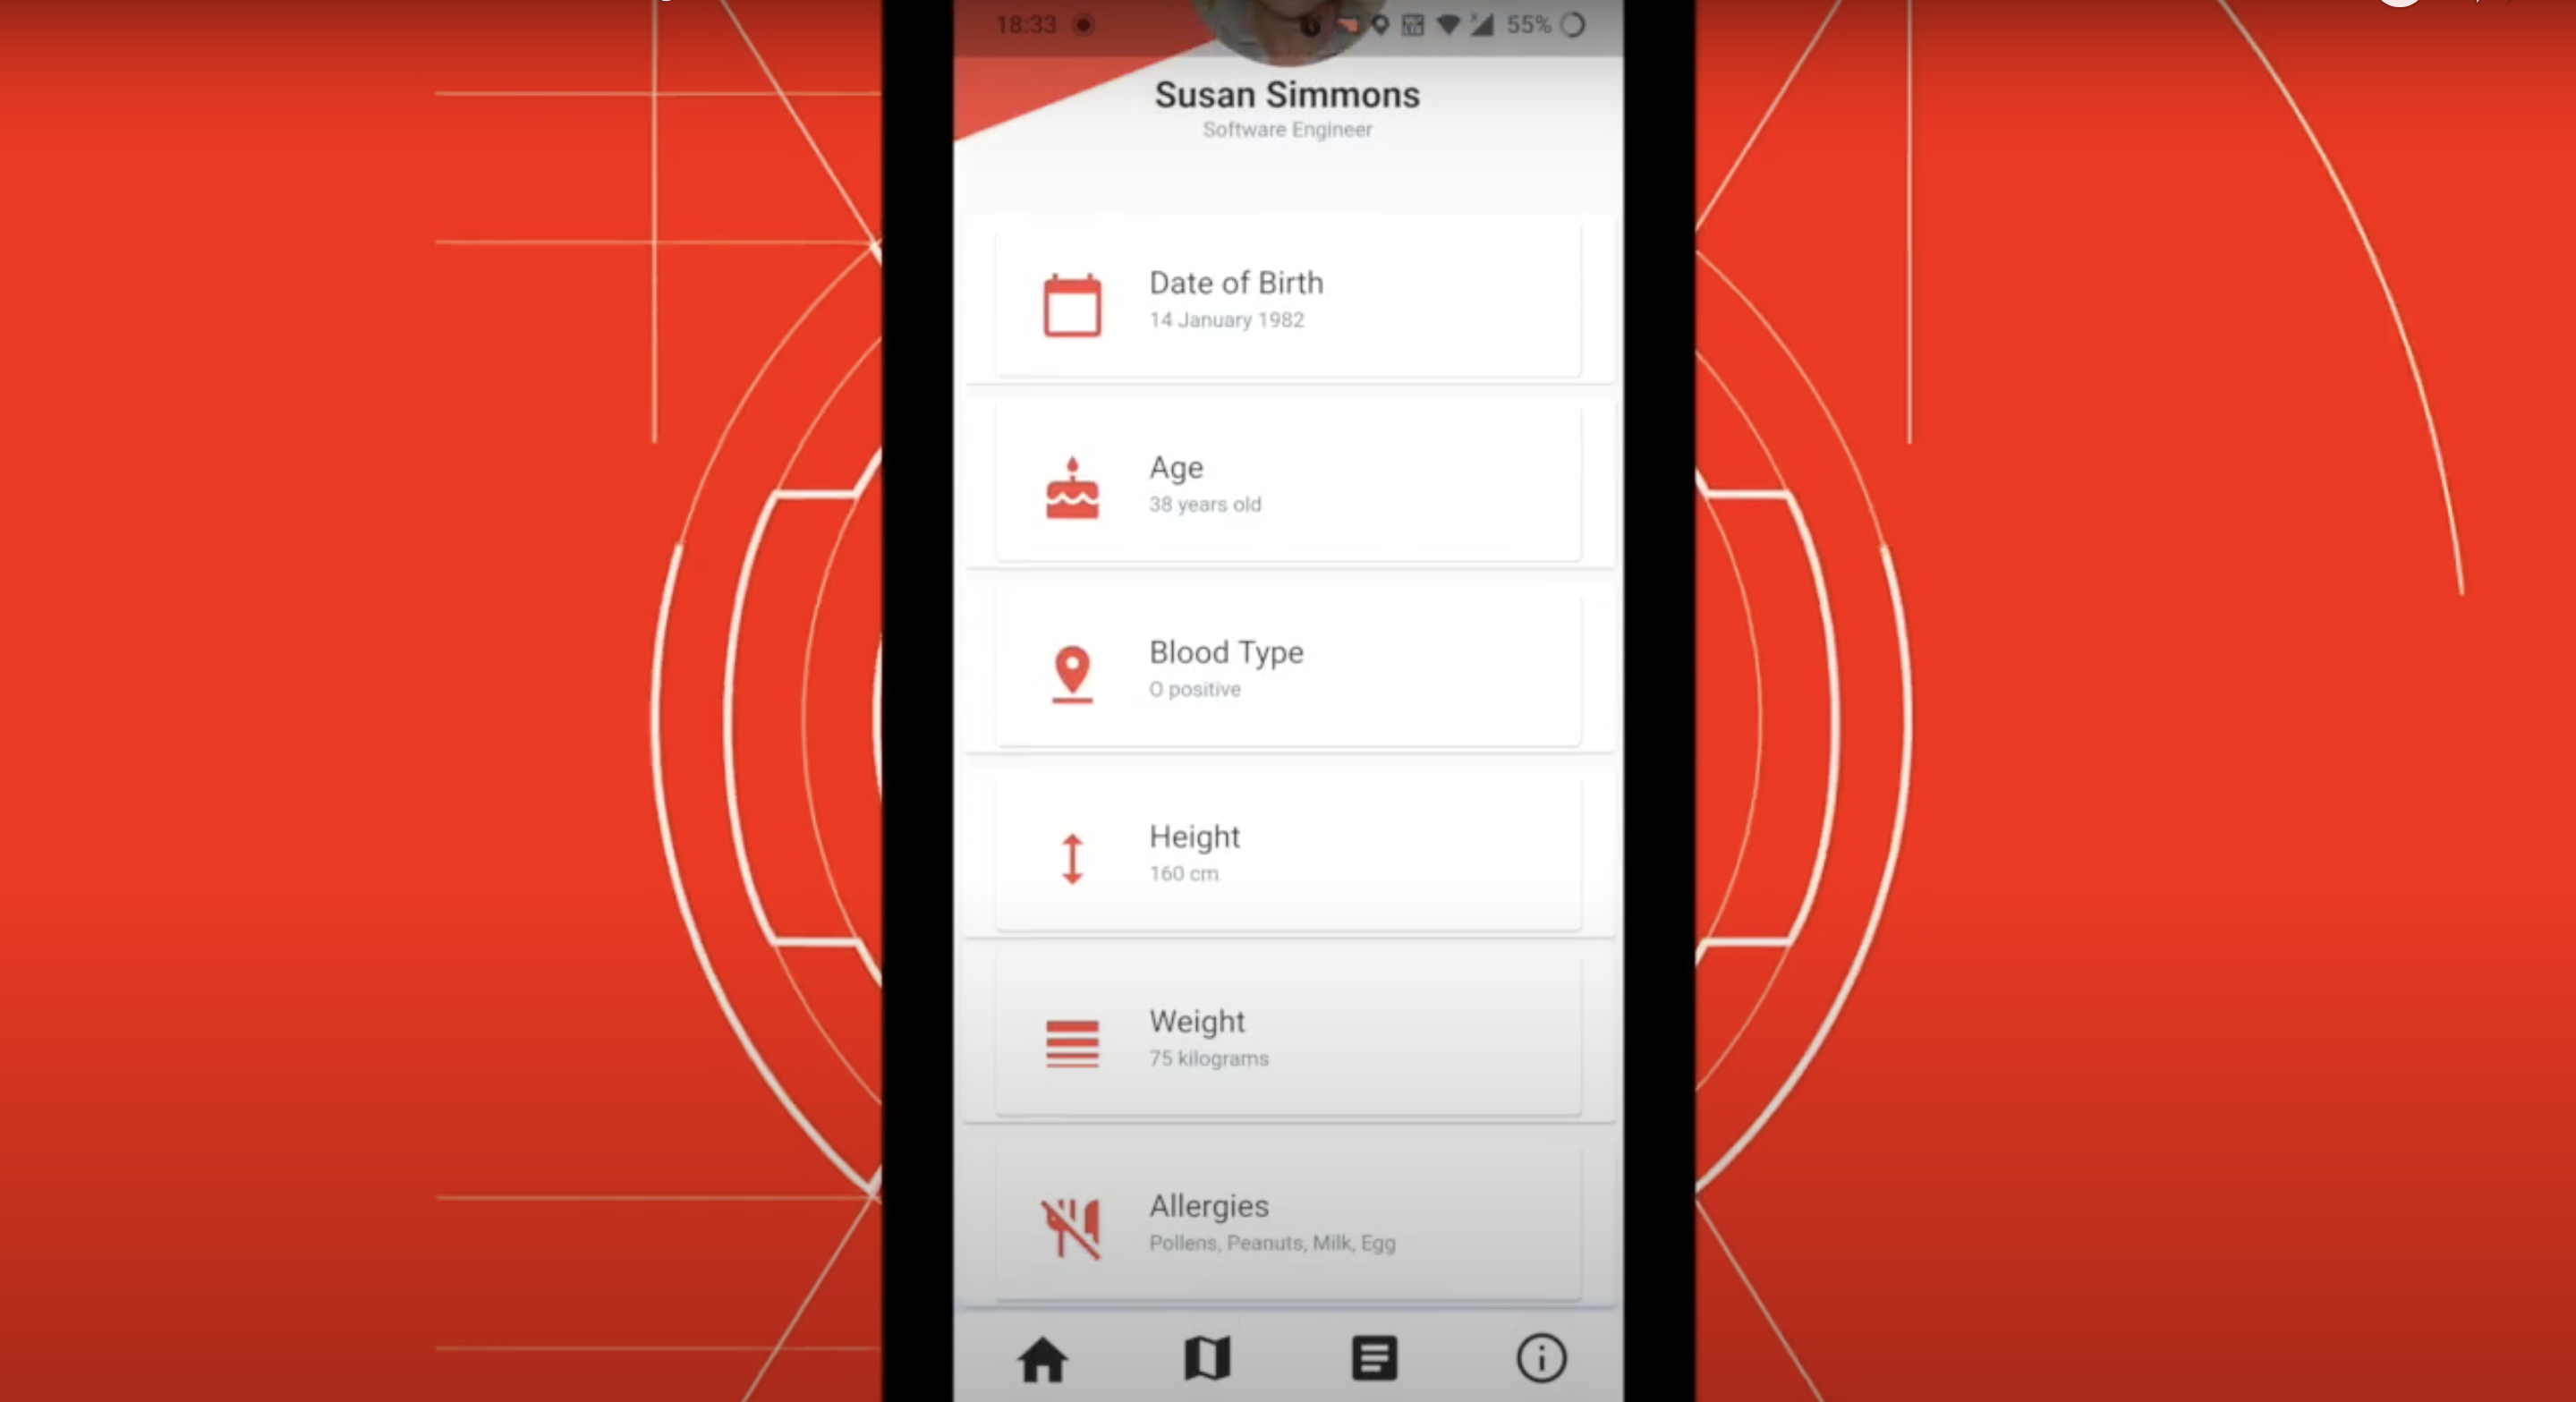 18:33
55%
Susan Simmons
Software Engineer
Date of Birth
14 January 1982
Age
38 years old
Blood Type
O positive
Height
160 cm
Weight
75 kilograms
Allergies
Pollens, Peanuts, Milk, Egg